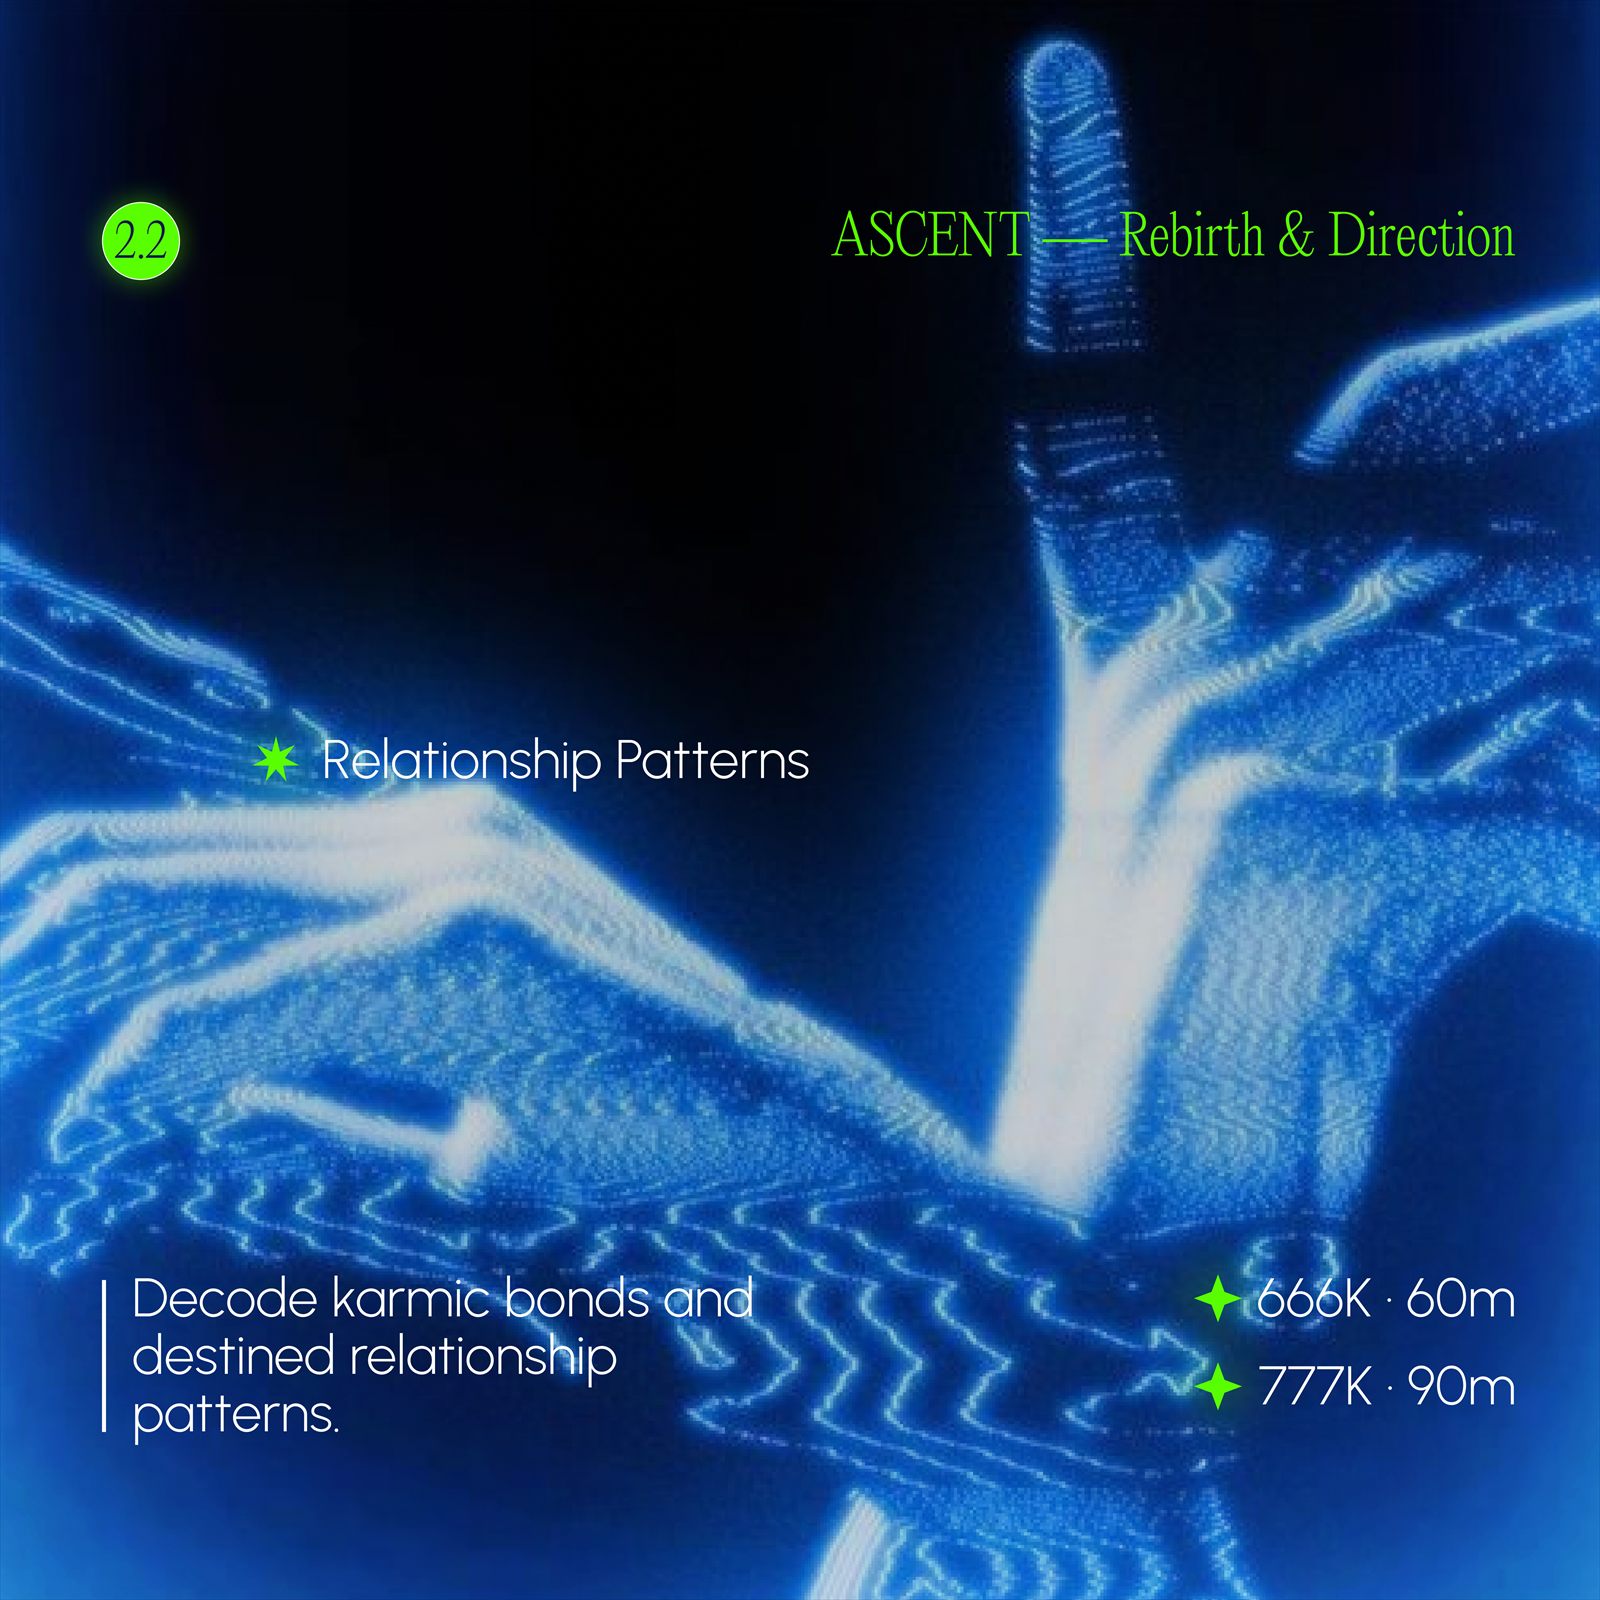 2.2
ASCENT — Rebirth & Direction
Relationship Patterns
Decode karmic bonds and
destined relationship
patterns.
666K · 60m
777K · 90m